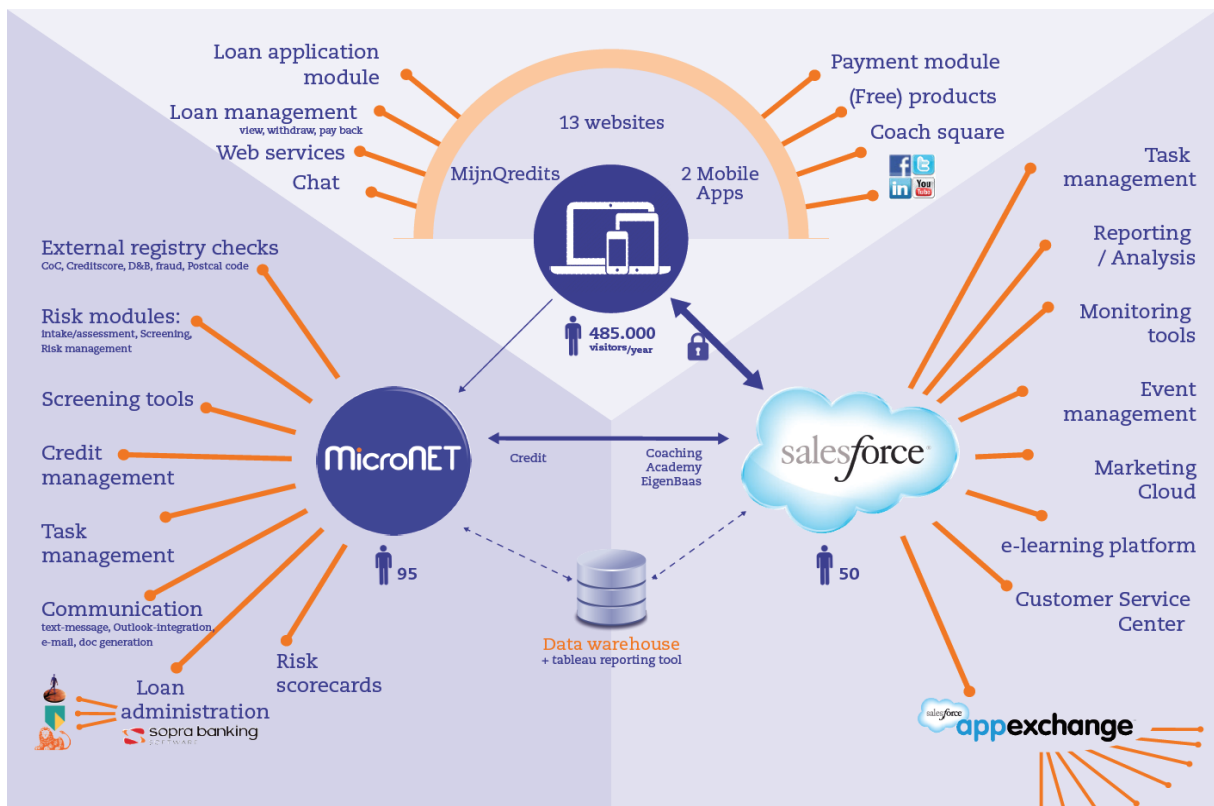 Loan application
module
Loan management
view, withdraw, pay back
Web services
Chat
13 websites
MijnQredits
2 Mobile
Apps
Payment module
(Free) products
Coach square
f
t
in
You
Tube
485.000
visitors/year
External registry checks
CoC, Creditscore, D&B, fraud, Postcal code
Risk modules:
Intake/assessment, Screening,
Risk management
Screening tools
Credit
management
Task
management
Communication
text-message, Outlook-integration,
e-mail, doc generation
Loan
administration
sopra banking
SOFTWARE
Risk
scorecards
MicroNET
95
Credit
Coaching
Academy
EigenBaas
Data warehouse
+ tableau reporting tool
salesforce
50
Task
management
Reporting
/ Analysis
Monitoring
tools
Event
management
Marketing
Cloud
e-learning platform
Customer Service
Center
salesforce
appexchange